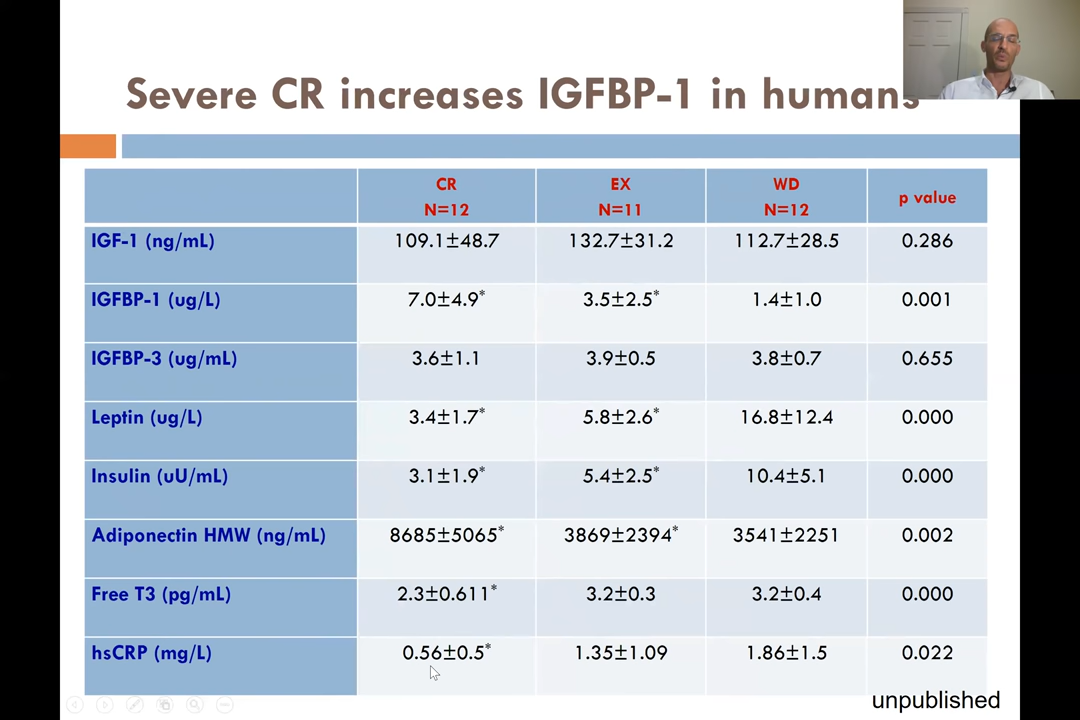 Severe CR increases IGFBP-1 in humans
CR EX WD p value
N=12 N=11 N=12
IGF-1 (ng/mL) 109.1±48.7 132.7±31.2 112.7±28.5 0.286
IGFBP-1 (ug/L) 7.0±4.9* 3.5±2.5* 1.4±1.0 0.001
IGFBP-3 (ug/mL) 3.6±1.1 3.9±0.5 3.8±0.7 0.655
Leptin (ug/L) 3.4±1.7* 5.8±2.6* 16.8±12.4 0.000
Insulin (uU/mL) 3.1±1.9* 5.4±2.5* 10.4±5.1 0.000
Adiponectin HMW (ng/mL) 8685±5065* 3869±2394* 3541±2251 0.002
Free T3 (pg/mL) 2.3±0.611* 3.2±0.3 3.2±0.4 0.000
hsCRP (mg/L) 0.56±0.5* 1.35±1.09 1.86±1.5 0.022
unpublished